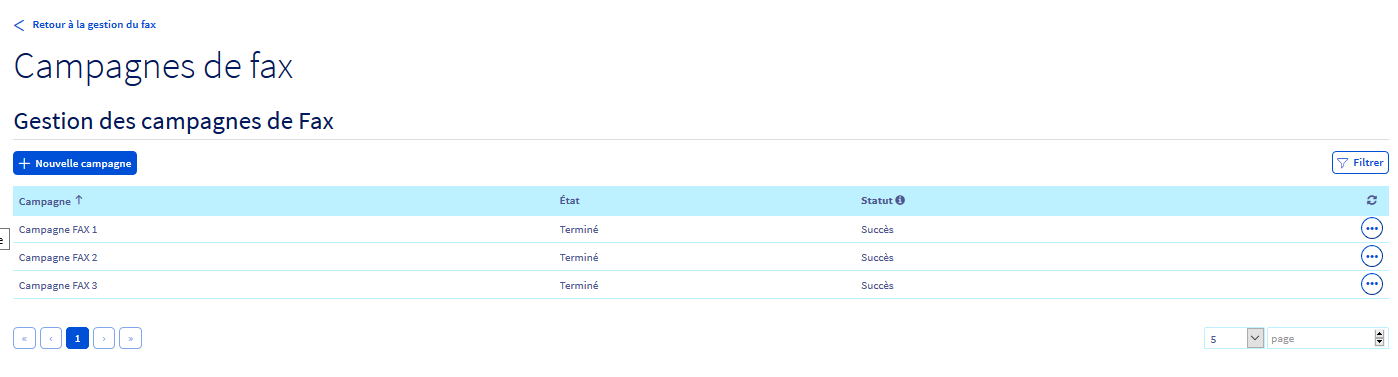 Retour à la gestion du fax
Campagnes de fax
Gestion des campagnes de Fax
Nouvelle campagne
Filtrer
Campagne État Statut
Campagne FAX 1 Terminé Succès
Campagne FAX 2 Terminé Succès
Campagne FAX 3 Terminé Succès
« ‹ 1 › » 5 page